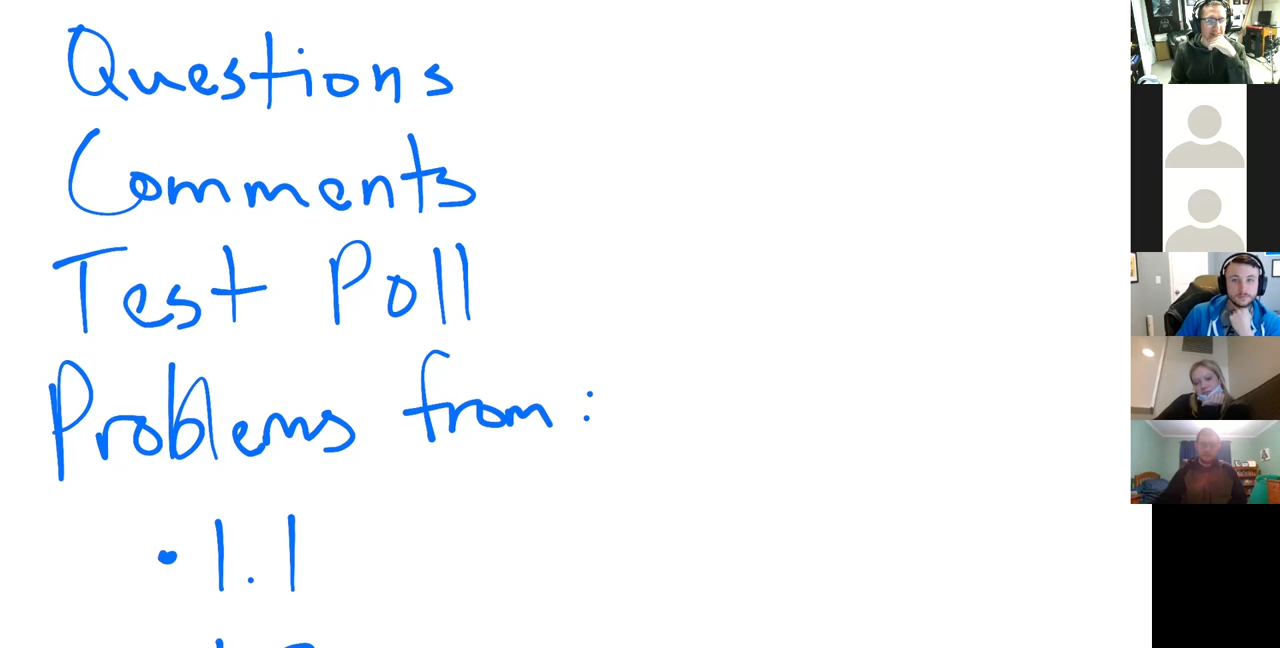 Questions
Comments
Test Poll
Problems from:
• 1.1